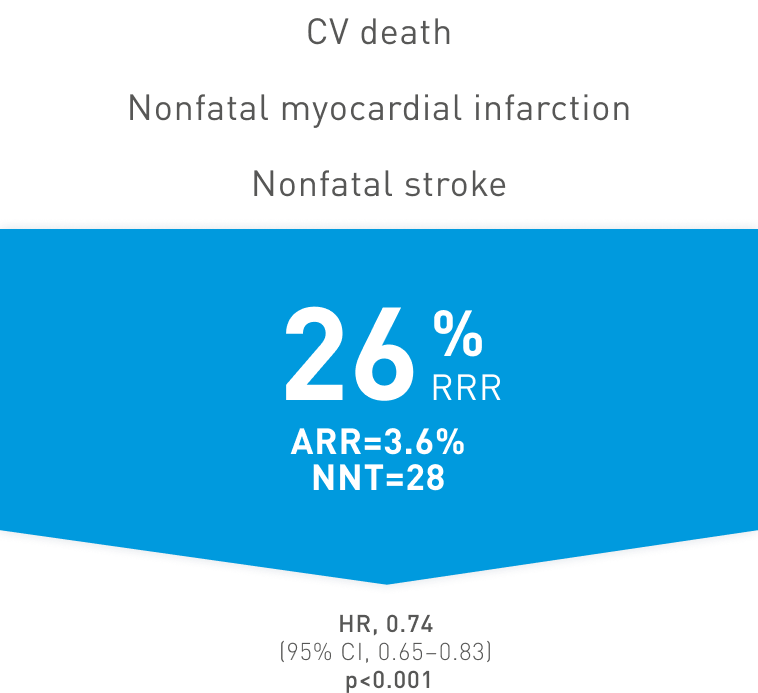 CV death
Nonfatal myocardial infarction
Nonfatal stroke
26%
RRR
ARR=3.6%
NNT=28
HR, 0.74
(95% CI, 0.65–0.83)
p<0.001